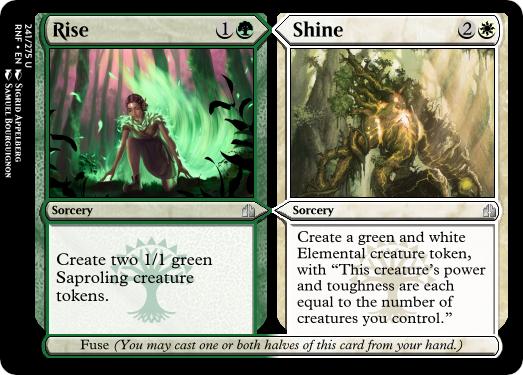 Rise
1
Sorcery
Create two 1/1 green
Saproling creature
tokens.
Shine
2
Sorcery
Create a green and white
Elemental creature token,
with “This creature’s power
and toughness are each
equal to the number of
creatures you control.”
Fuse (You may cast one or both halves of this card from your hand.)
241/275 U
RNF • EN Sigrid Appelberg
Samuel Bourguignon